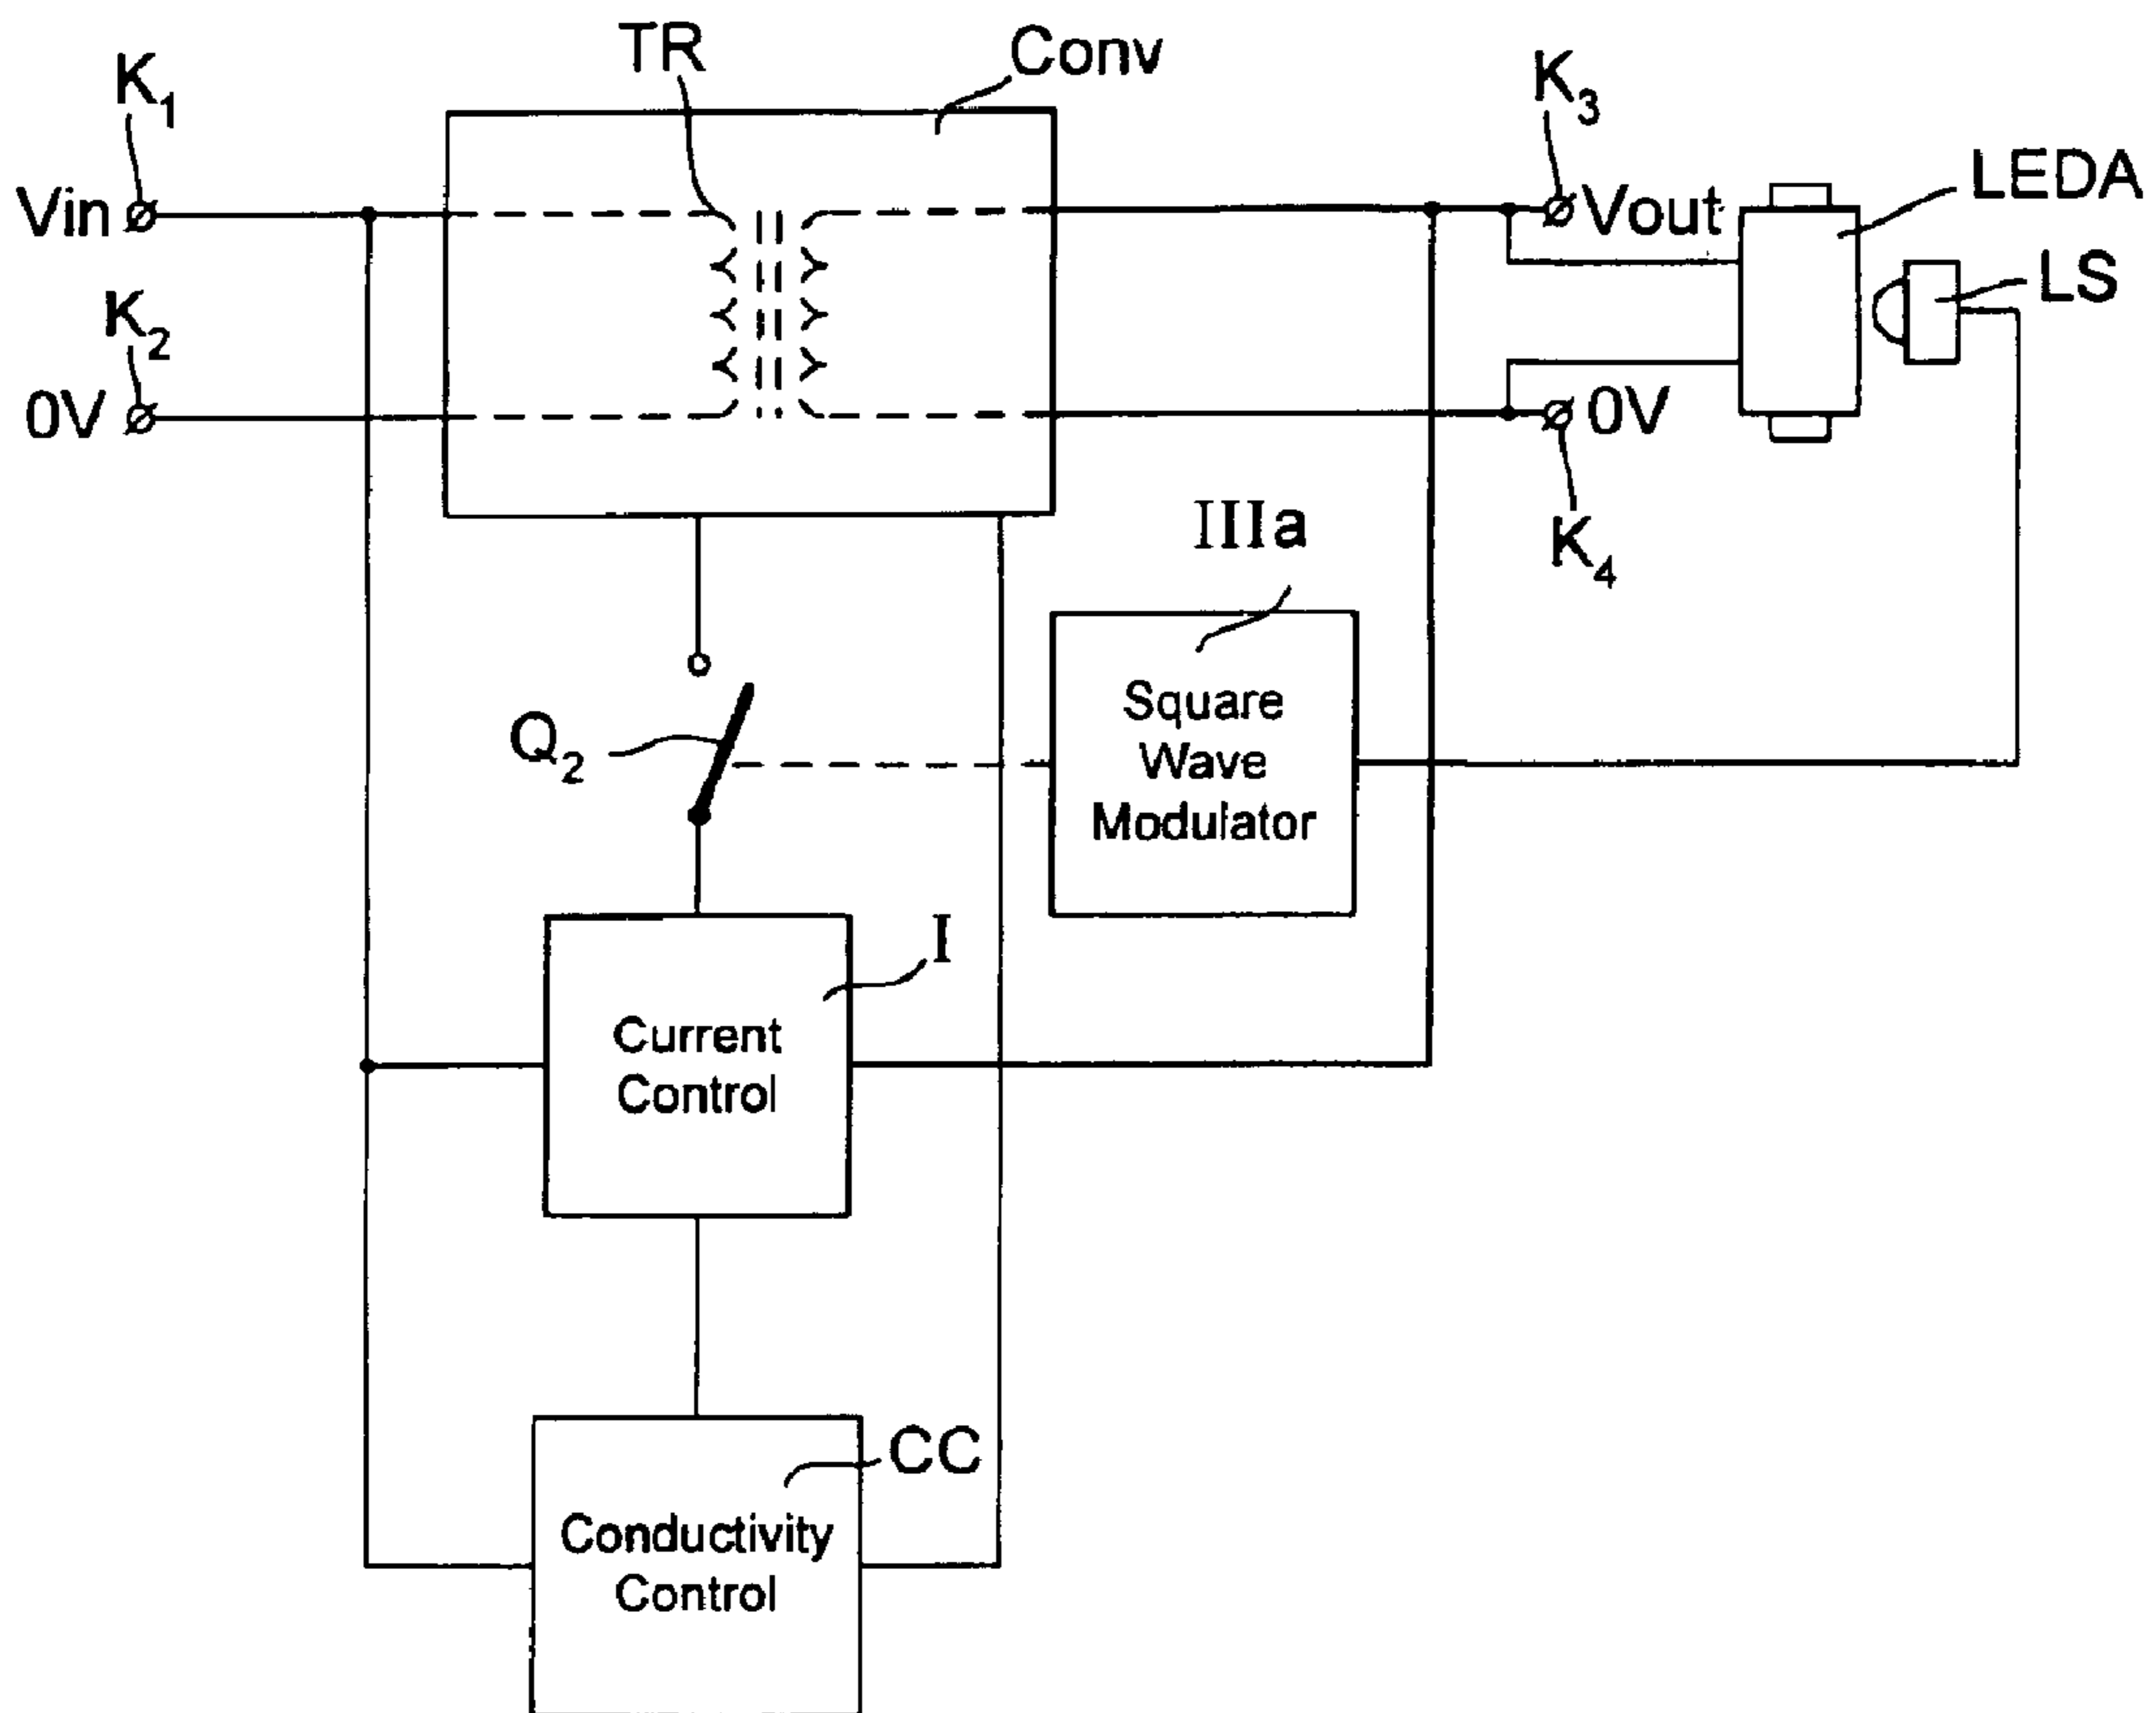 TR
Conv
K1
K3
LEDA
Vin
Vout
LS
K2
0V
0V
K4
IIIa
Square
Wave
Modulator
Q2
I
Current
Control
CC
Conductivity
Control